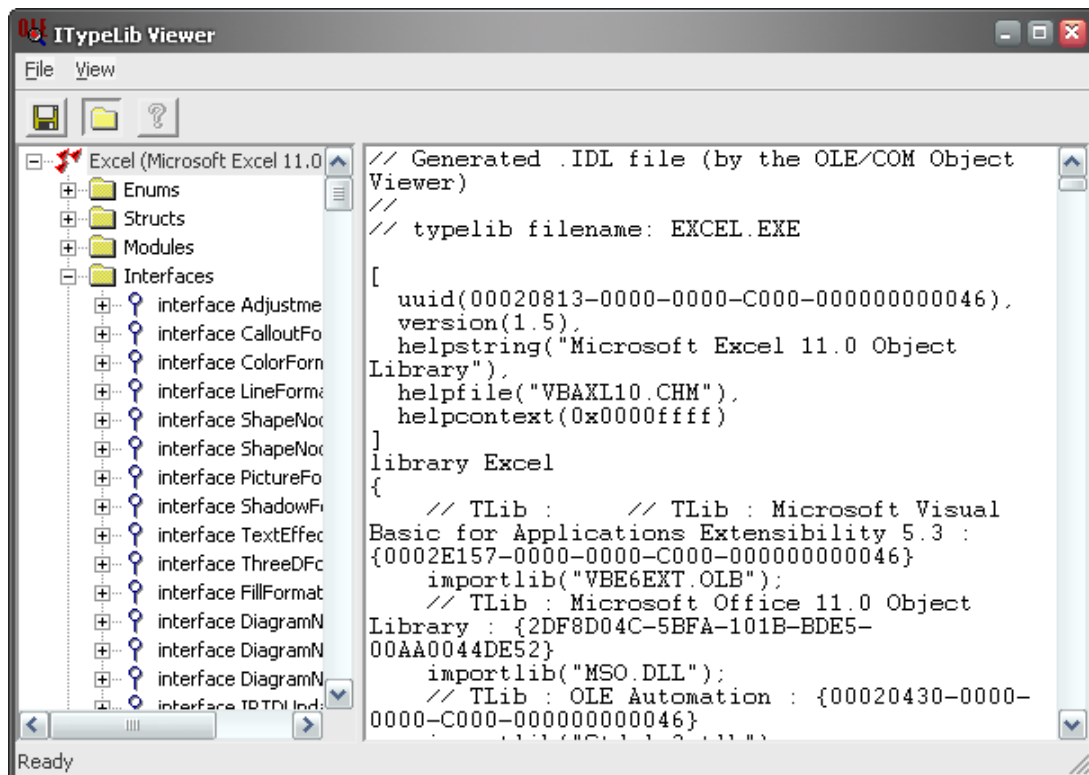 OLE ITypeLib Viewer
File View
Excel (Microsoft Excel 11.0
Enums
Structs
Modules
Interfaces
interface Adjustme
interface CalloutFo
interface ColorForm
interface LineForma
interface ShapeNod
interface ShapeNod
interface PictureFo
interface ShadowF
interface TextEffec
interface ThreeDFo
interface FillFormat
interface DiagramN
interface DiagramN
interface DiagramN
interface IRTDUpda
// Generated .IDL file (by the OLE/COM Object
Viewer)
//
// typelib filename: EXCEL.EXE
[
uuid(00020813-0000-0000-C000-000000000046),
version(1.5),
helpstring("Microsoft Excel 11.0 Object
Library"),
helpfile("VBAXL10.CHM"),
helpcontext(0x0000ffff)
]
library Excel
{
// TLib :     // TLib : Microsoft Visual
Basic for Applications Extensibility 5.3 :
{0002E157-0000-0000-C000-000000000046}
importlib("VBE6EXT.OLB");
// TLib : Microsoft Office 11.0 Object
Library : {2DF8D04C-5BFA-101B-BDE5-
00AA0044DE52}
importlib("MSO.DLL");
// TLib : OLE Automation : {00020430-0000-
0000-C000-000000000046}
Ready